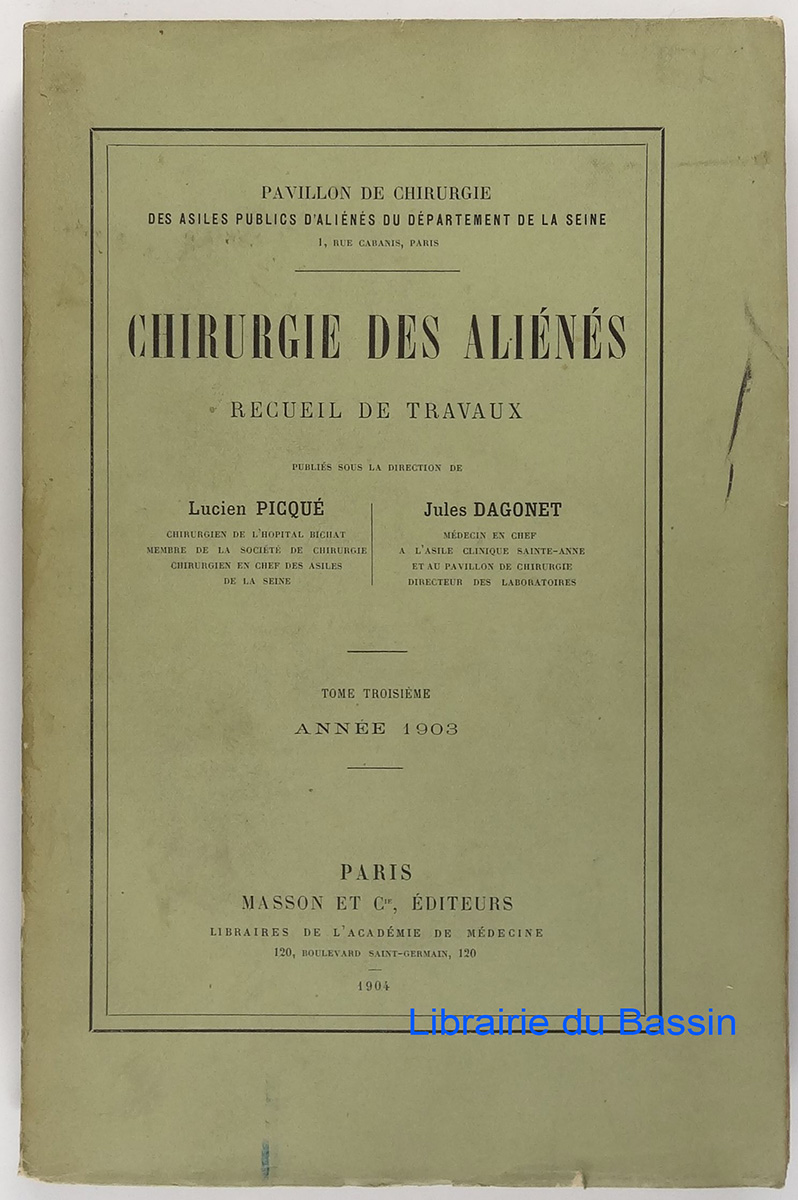 PAVILLON DE CHIRURGIE
DES ASILES PUBLICS D'ALIÉNÉS DU DÉPARTEMENT DE LA SEINE
1, RUE CABANIS, PARIS
CHIRURGIE DES ALIÉNÉS
RECUEIL DE TRAVAUX
PUBLIÉS SOUS LA DIRECTION DE
Lucien PICQUÉ
CHIRURGIEN DE L'HOPITAL BICHAT
MEMBRE DE LA SOCIÉTÉ DE CHIRURGIE
CHIRURGIEN EN CHEF DES ASILES
DE LA SEINE
Jules DAGONET
MÉDECIN EN CHEF
A L'ASILE CLINIQUE SAINTE-ANNE
ET AU PAVILLON DE CHIRURGIE
DIRECTEUR DES LABORATOIRES
TOME TROISIÈME
ANNÉE 1903
PARIS
MASSON ET Cie, ÉDITEURS
LIBRAIRES DE L'ACADÉMIE DE MÉDECINE
120, BOULEVARD SAINT-GERMAIN, 120
1904
Librairie du Bassin